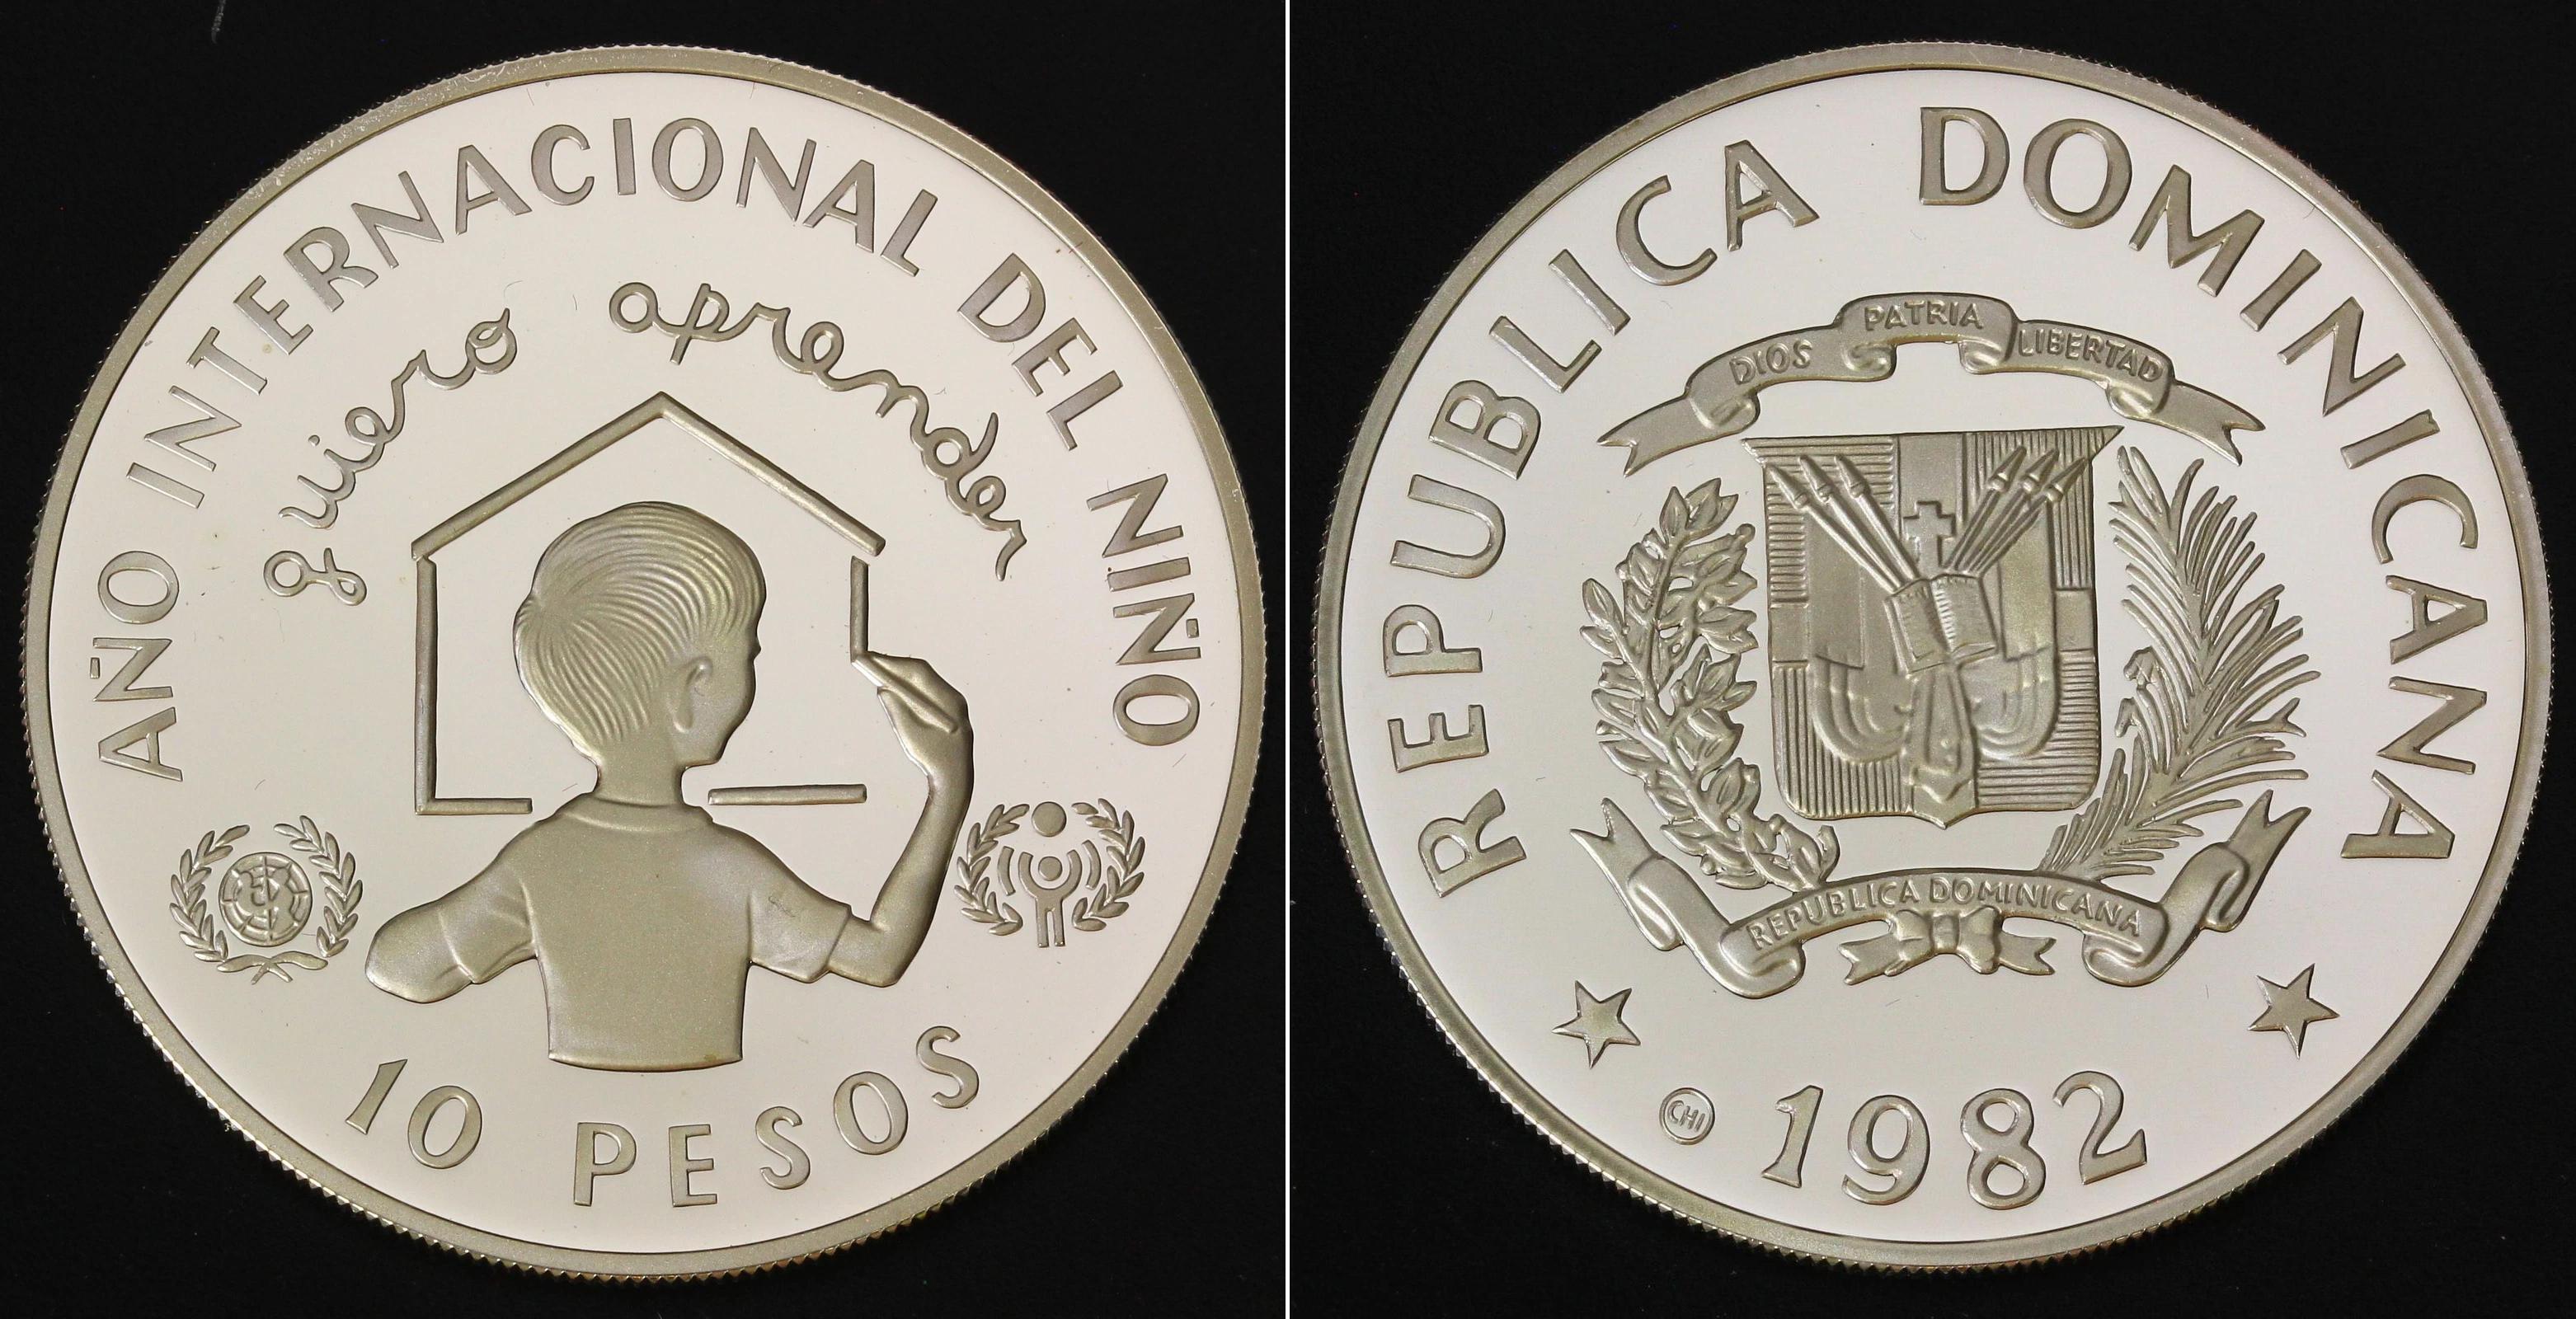 AÑO INTERNACIONAL DEL NIÑO
quiero aprender
10 PESOS
REPUBLICA DOMINICANA
DIOS PATRIA LIBERTAD
REPUBLICA DOMINICANA
CHI 1982